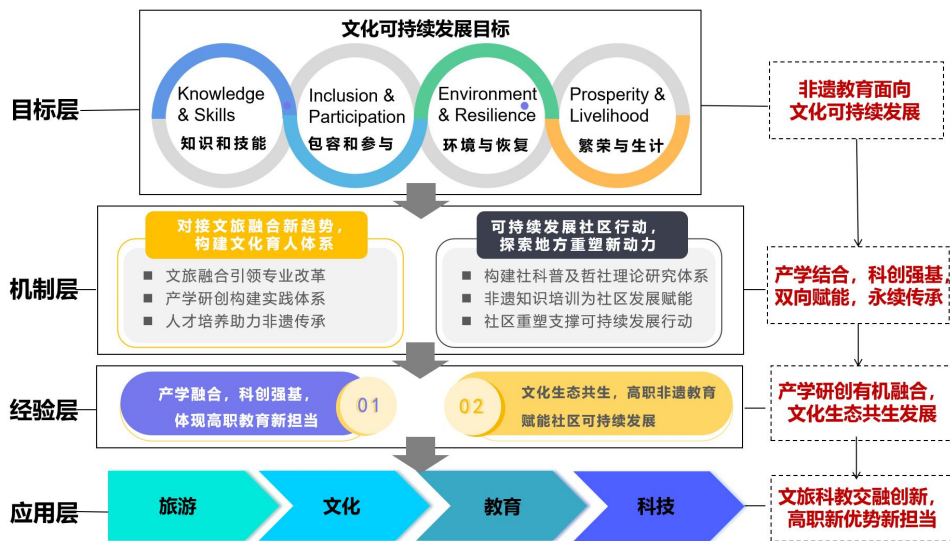 文化可持续发展目标
目标层
Knowledge
& Skills
知识和技能
Inclusion &
Participation
包容和参与
Environment
& Resilience
环境与恢复
Prosperity &
Livelihood
繁荣与生计
非遗教育面向
文化可持续发展
机制层
对接文旅融合新趋势，
构建文化育人体系
文旅融合引领专业改革
产学研创构建实践体系
人才培养助力非遗传承
可持续发展社区行动，
探索地方重塑新动力
构建社科普及哲社理论研究体系
非遗知识培训为社区发展赋能
社区重塑支撑可持续发展行动
产学结合，科创强基，
双向赋能，永续传承
经验层
产学融合，科创强基，
体现高职教育新担当
01
02
文化生态共生，高职非遗教育
赋能社区可持续发展
产学研创有机融合，
文化生态共生发展
应用层
旅游
文化
教育
科技
文旅科教交融创新，
高职新优势新担当